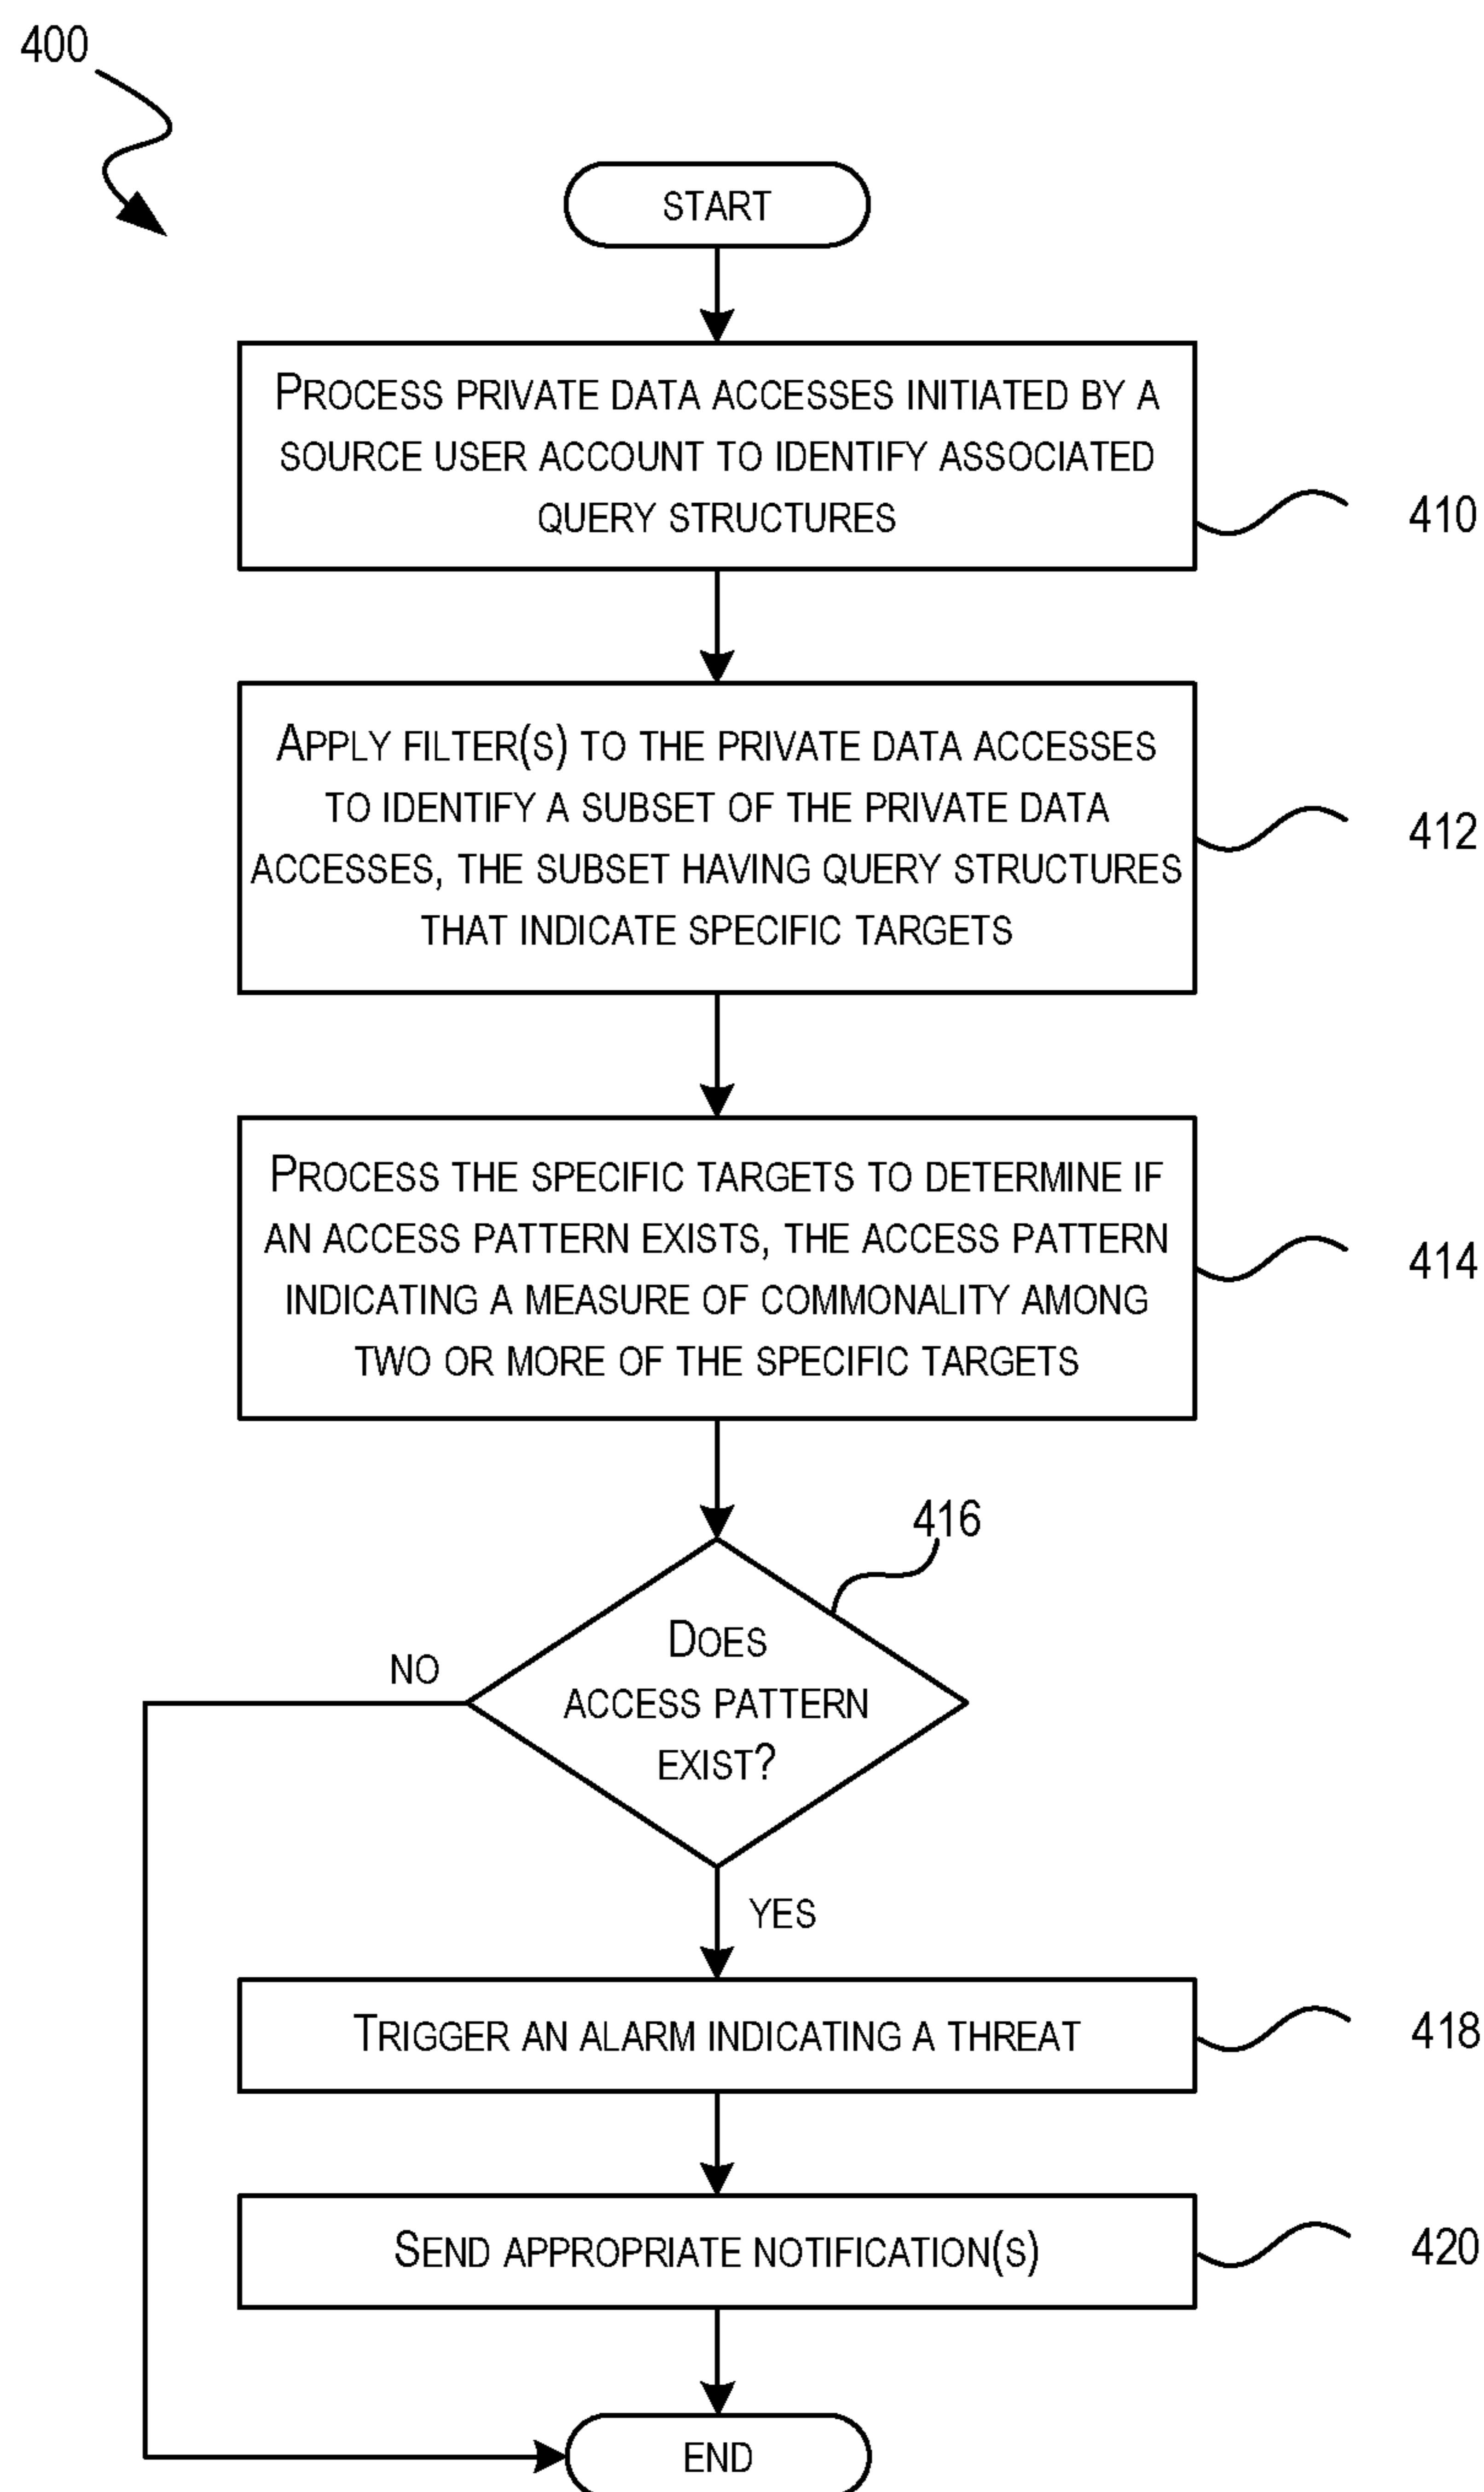 400
START
PROCESS PRIVATE DATA ACCESSES INITIATED BY A
SOURCE USER ACCOUNT TO IDENTIFY ASSOCIATED
QUERY STRUCTURES
410
APPLY FILTER(S) TO THE PRIVATE DATA ACCESSES
TO IDENTIFY A SUBSET OF THE PRIVATE DATA
ACCESSES, THE SUBSET HAVING QUERY STRUCTURES
THAT INDICATE SPECIFIC TARGETS
412
PROCESS THE SPECIFIC TARGETS TO DETERMINE IF
AN ACCESS PATTERN EXISTS, THE ACCESS PATTERN
INDICATING A MEASURE OF COMMONALITY AMONG
TWO OR MORE OF THE SPECIFIC TARGETS
414
416
DOES
ACCESS PATTERN
EXIST?
NO
YES
TRIGGER AN ALARM INDICATING A THREAT
418
SEND APPROPRIATE NOTIFICATION(S)
420
END